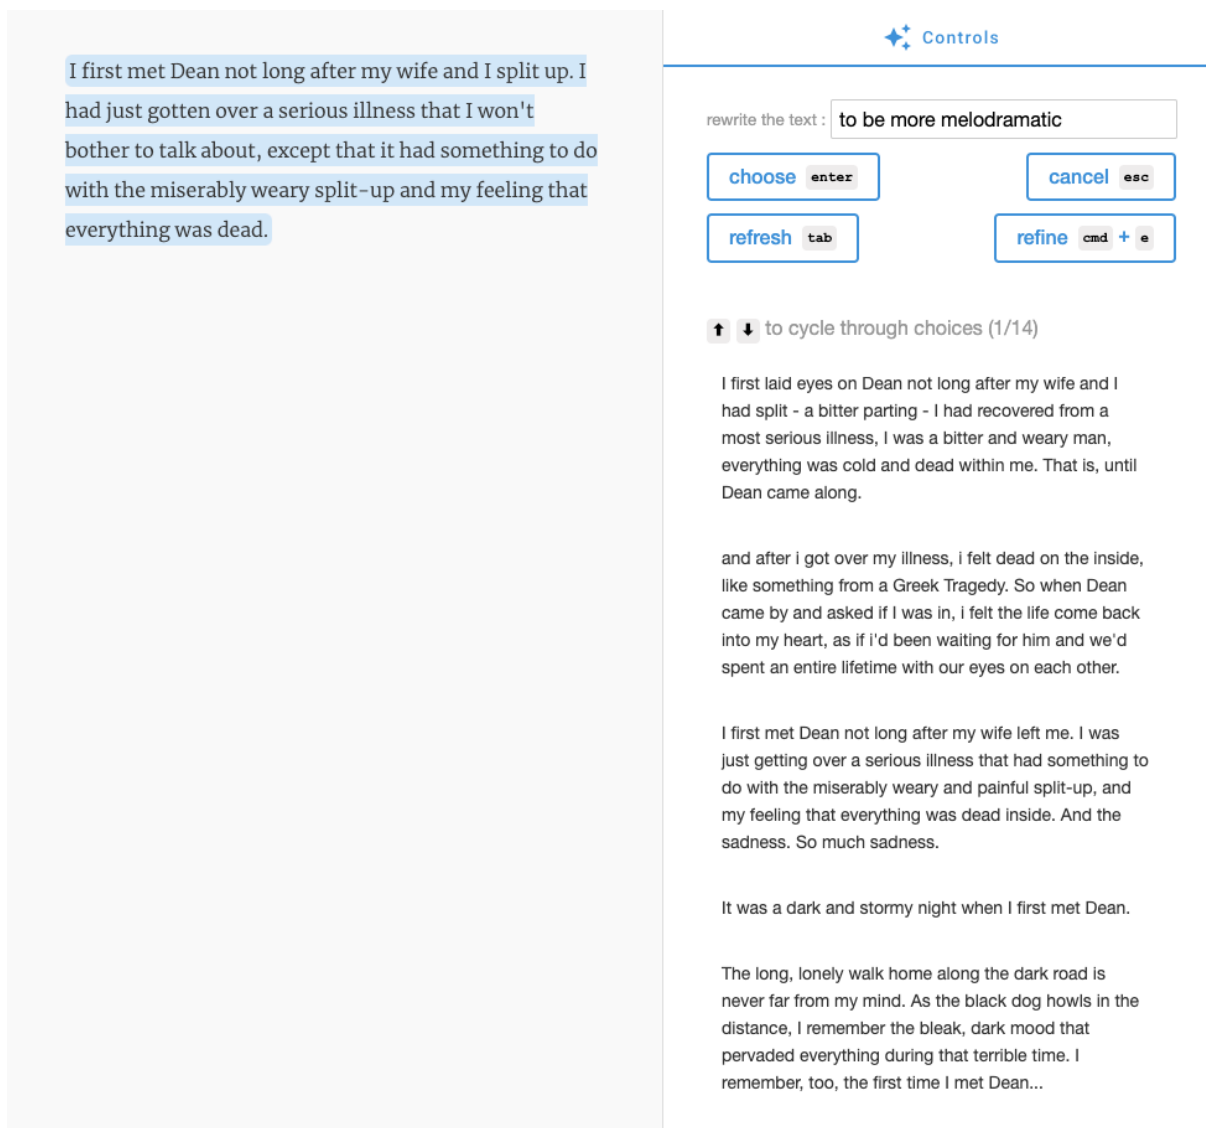 I first met Dean not long after my wife and I split up. I
had just gotten over a serious illness that I won't
bother to talk about, except that it had something to do
with the miserably weary split-up and my feeling that
everything was dead.
Controls
rewrite the text : to be more melodramatic
choose enter
cancel esc
refresh tab
refine cmd + e
⬆ ⬇ to cycle through choices (1/14)
I first laid eyes on Dean not long after my wife and I
had split - a bitter parting - I had recovered from a
most serious illness, I was a bitter and weary man,
everything was cold and dead within me. That is, until
Dean came along.
and after i got over my illness, i felt dead on the inside,
like something from a Greek Tragedy. So when Dean
came by and asked if I was in, i felt the life come back
into my heart, as if i'd been waiting for him and we'd
spent an entire lifetime with our eyes on each other.
I first met Dean not long after my wife left me. I was
just getting over a serious illness that had something to
do with the miserably weary and painful split-up, and
my feeling that everything was dead inside. And the
sadness. So much sadness.
It was a dark and stormy night when I first met Dean.
The long, lonely walk home along the dark road is
never far from my mind. As the black dog howls in the
distance, I remember the bleak, dark mood that
pervaded everything during that terrible time. I
remember, too, the first time I met Dean...